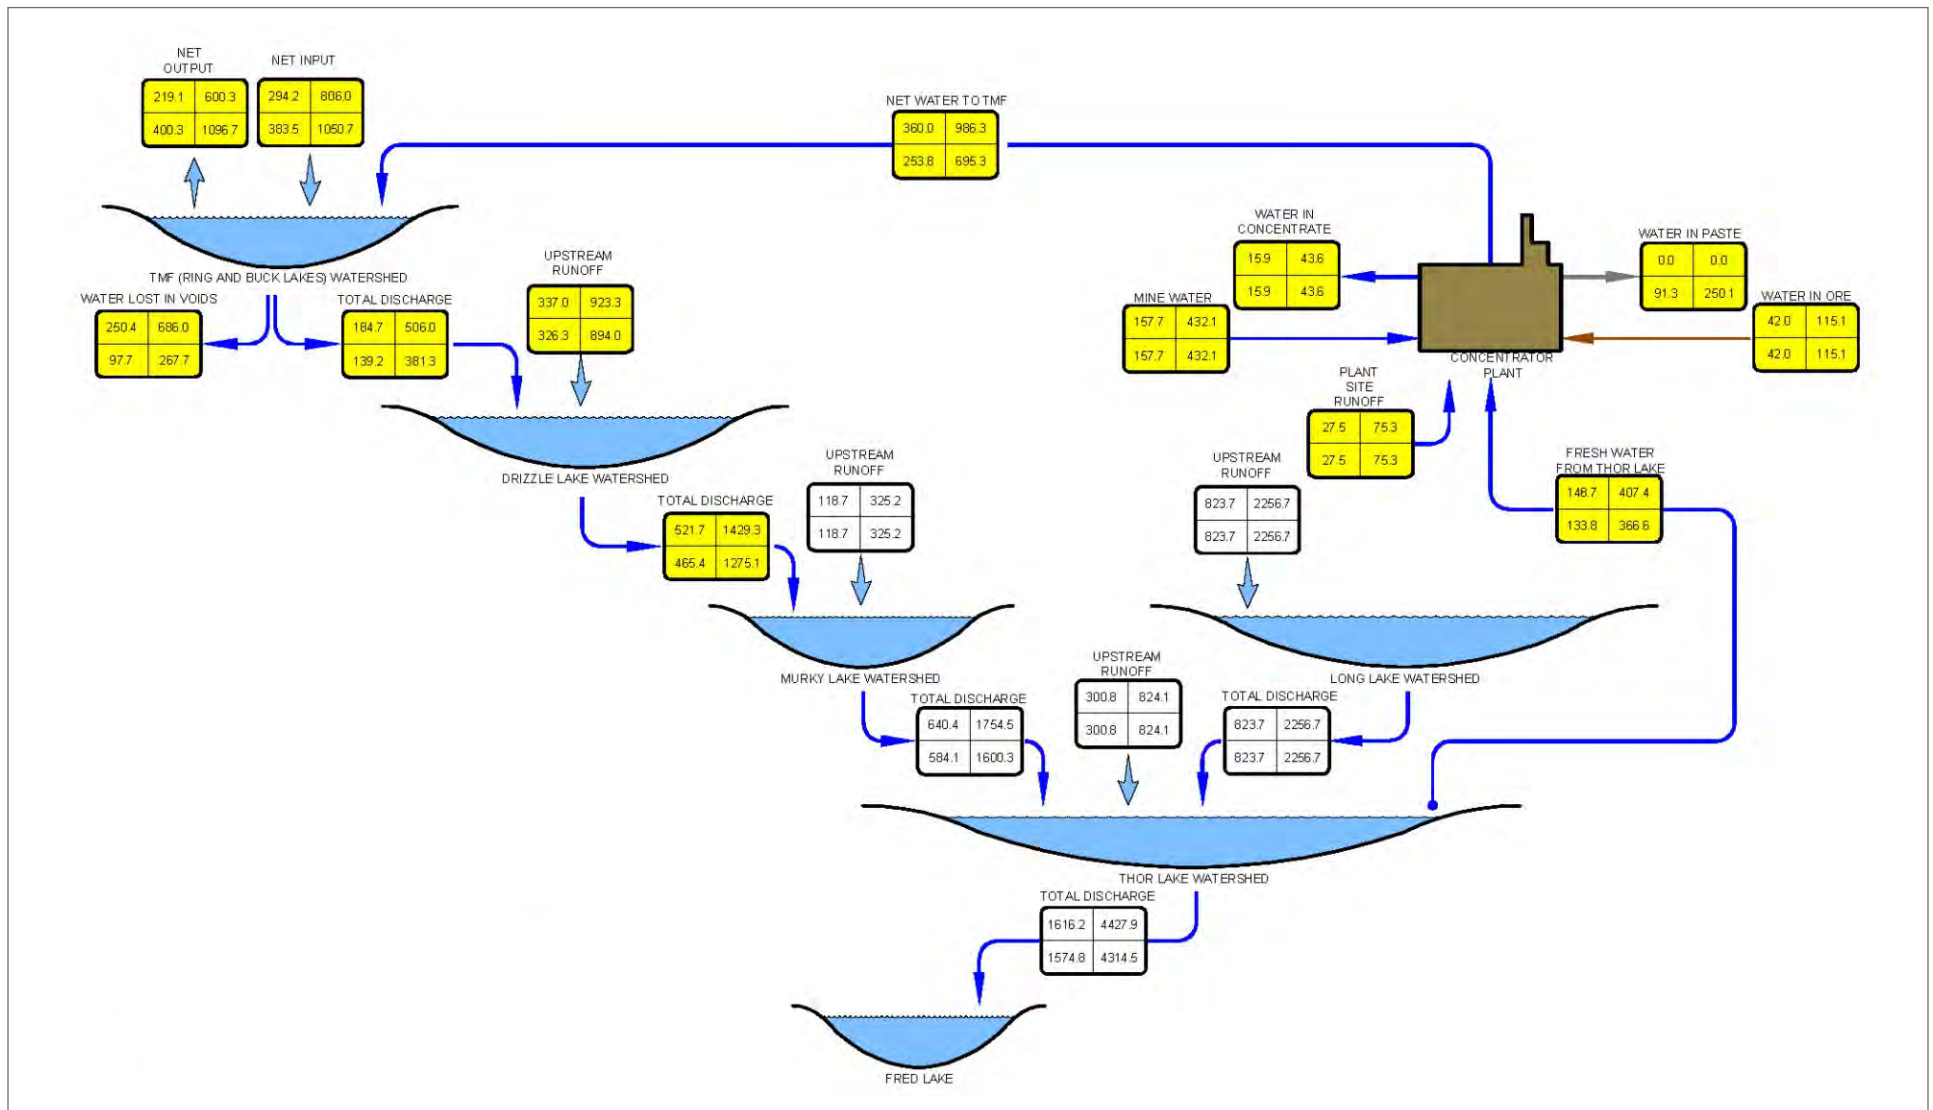 NET
OUTPUT
219.1 600.3
400.3 1096.7
NET INPUT
294.2 806.0
383.5 1050.7
NET WATER TO TMF
360.0 986.3
253.8 695.3
TMF (RING AND BUCK LAKES) WATERSHED
WATER LOST IN VOIDS
250.4 686.0
97.7 267.7
TOTAL DISCHARGE
184.7 506.0
139.2 381.3
UPSTREAM
RUNOFF
337.0 923.3
326.3 894.0
WATER IN
CONCENTRATE
15.9 43.6
15.9 43.6
WATER IN PASTE
0.0 0.0
91.3 250.1
MINE WATER
157.7 432.1
157.7 432.1
WATER IN ORE
42.0 115.1
42.0 115.1
CONCENTRATOR
PLANT
PLANT
SITE
RUNOFF
27.5 75.3
27.5 75.3
FRESH WATER
FROM THOR LAKE
148.7 407.4
133.8 366.6
DRIZZLE LAKE WATERSHED
TOTAL DISCHARGE
521.7 1429.3
465.4 1275.1
UPSTREAM
RUNOFF
118.7 325.2
118.7 325.2
UPSTREAM
RUNOFF
823.7 2256.7
823.7 2256.7
MURKY LAKE WATERSHED
TOTAL DISCHARGE
640.4 1754.5
584.1 1600.3
UPSTREAM
RUNOFF
300.8 824.1
300.8 824.1
LONG LAKE WATERSHED
TOTAL DISCHARGE
823.7 2256.7
823.7 2256.7
THOR LAKE WATERSHED
TOTAL DISCHARGE
1616.2 4427.9
1574.8 4314.5
FRED LAKE